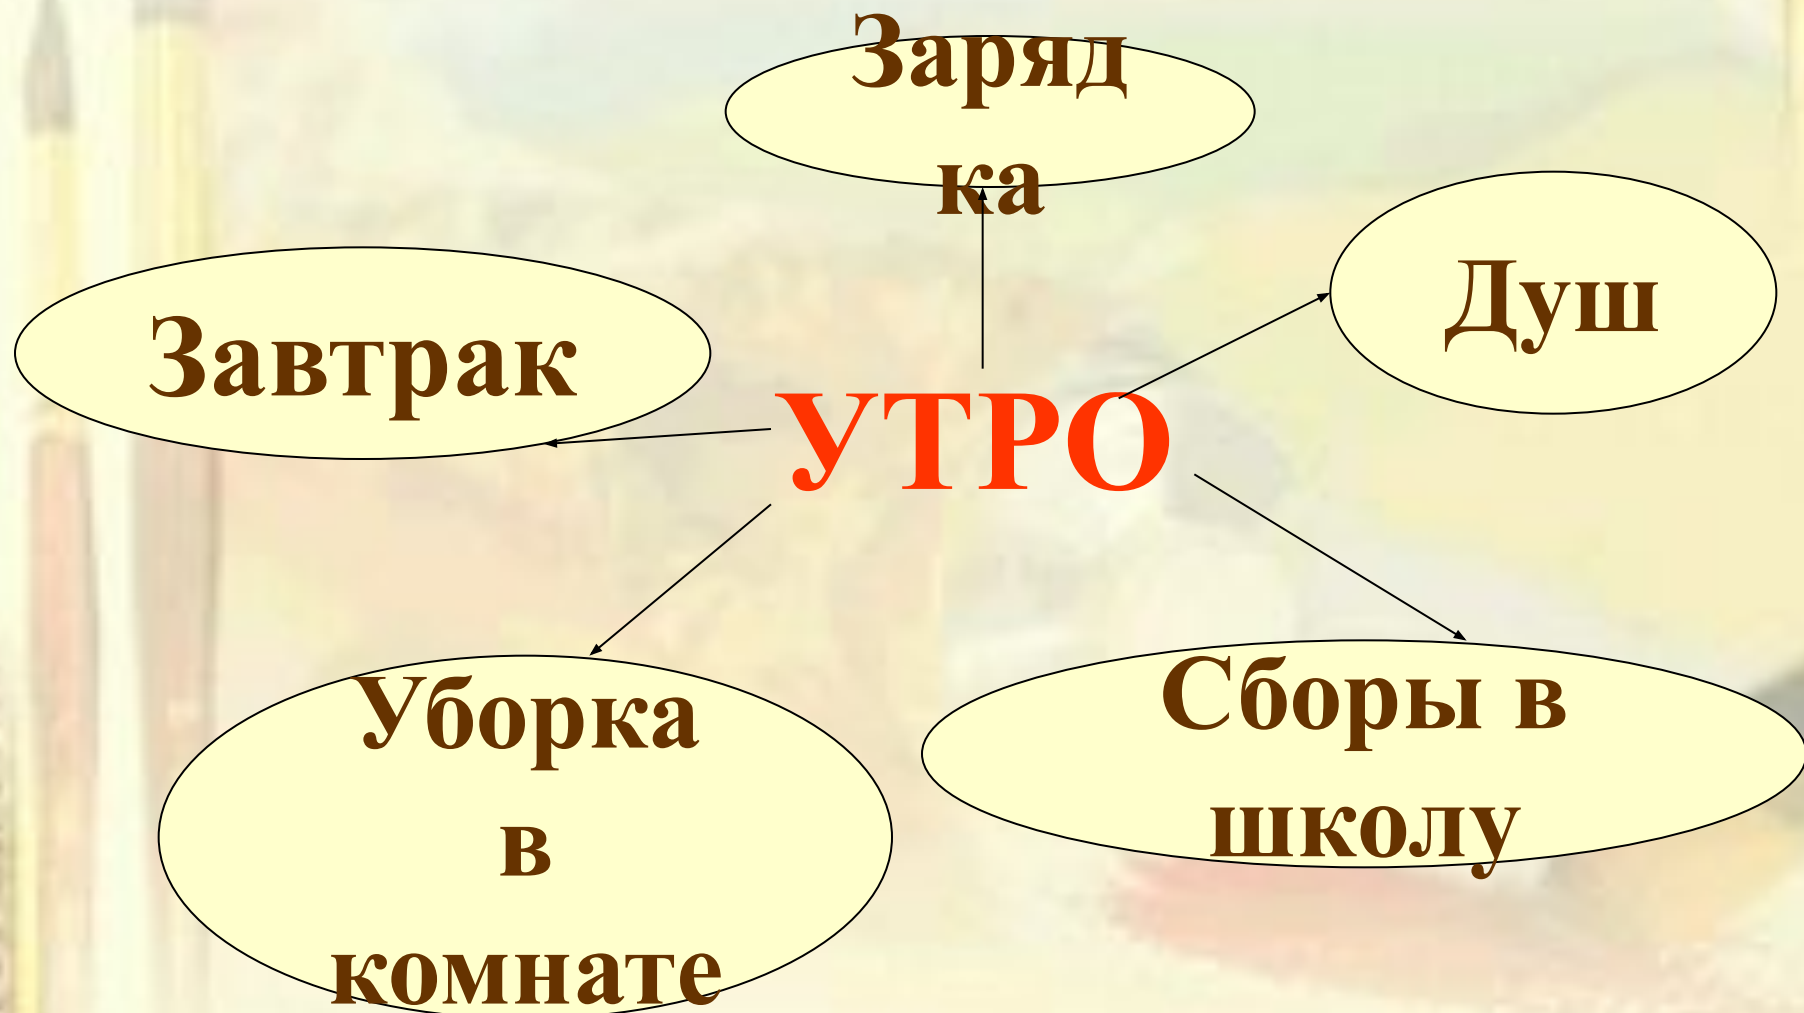 Заряд
ка
Душ
Завтрак
УТРО
Сборы в
школу
Уборка
в
комнате